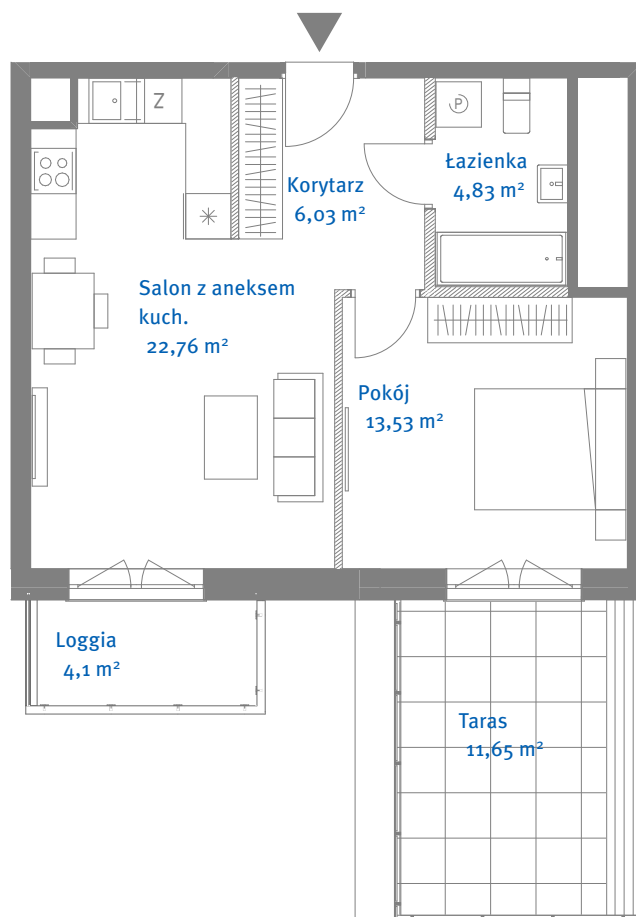 Z
P
Łazienka
4,83 m²
Korytarz
6,03 m²
Salon z aneksem
kuch.
22,76 m²
Pokój
13,53 m²
Loggia
4,1 m²
Taras
11,65 m²